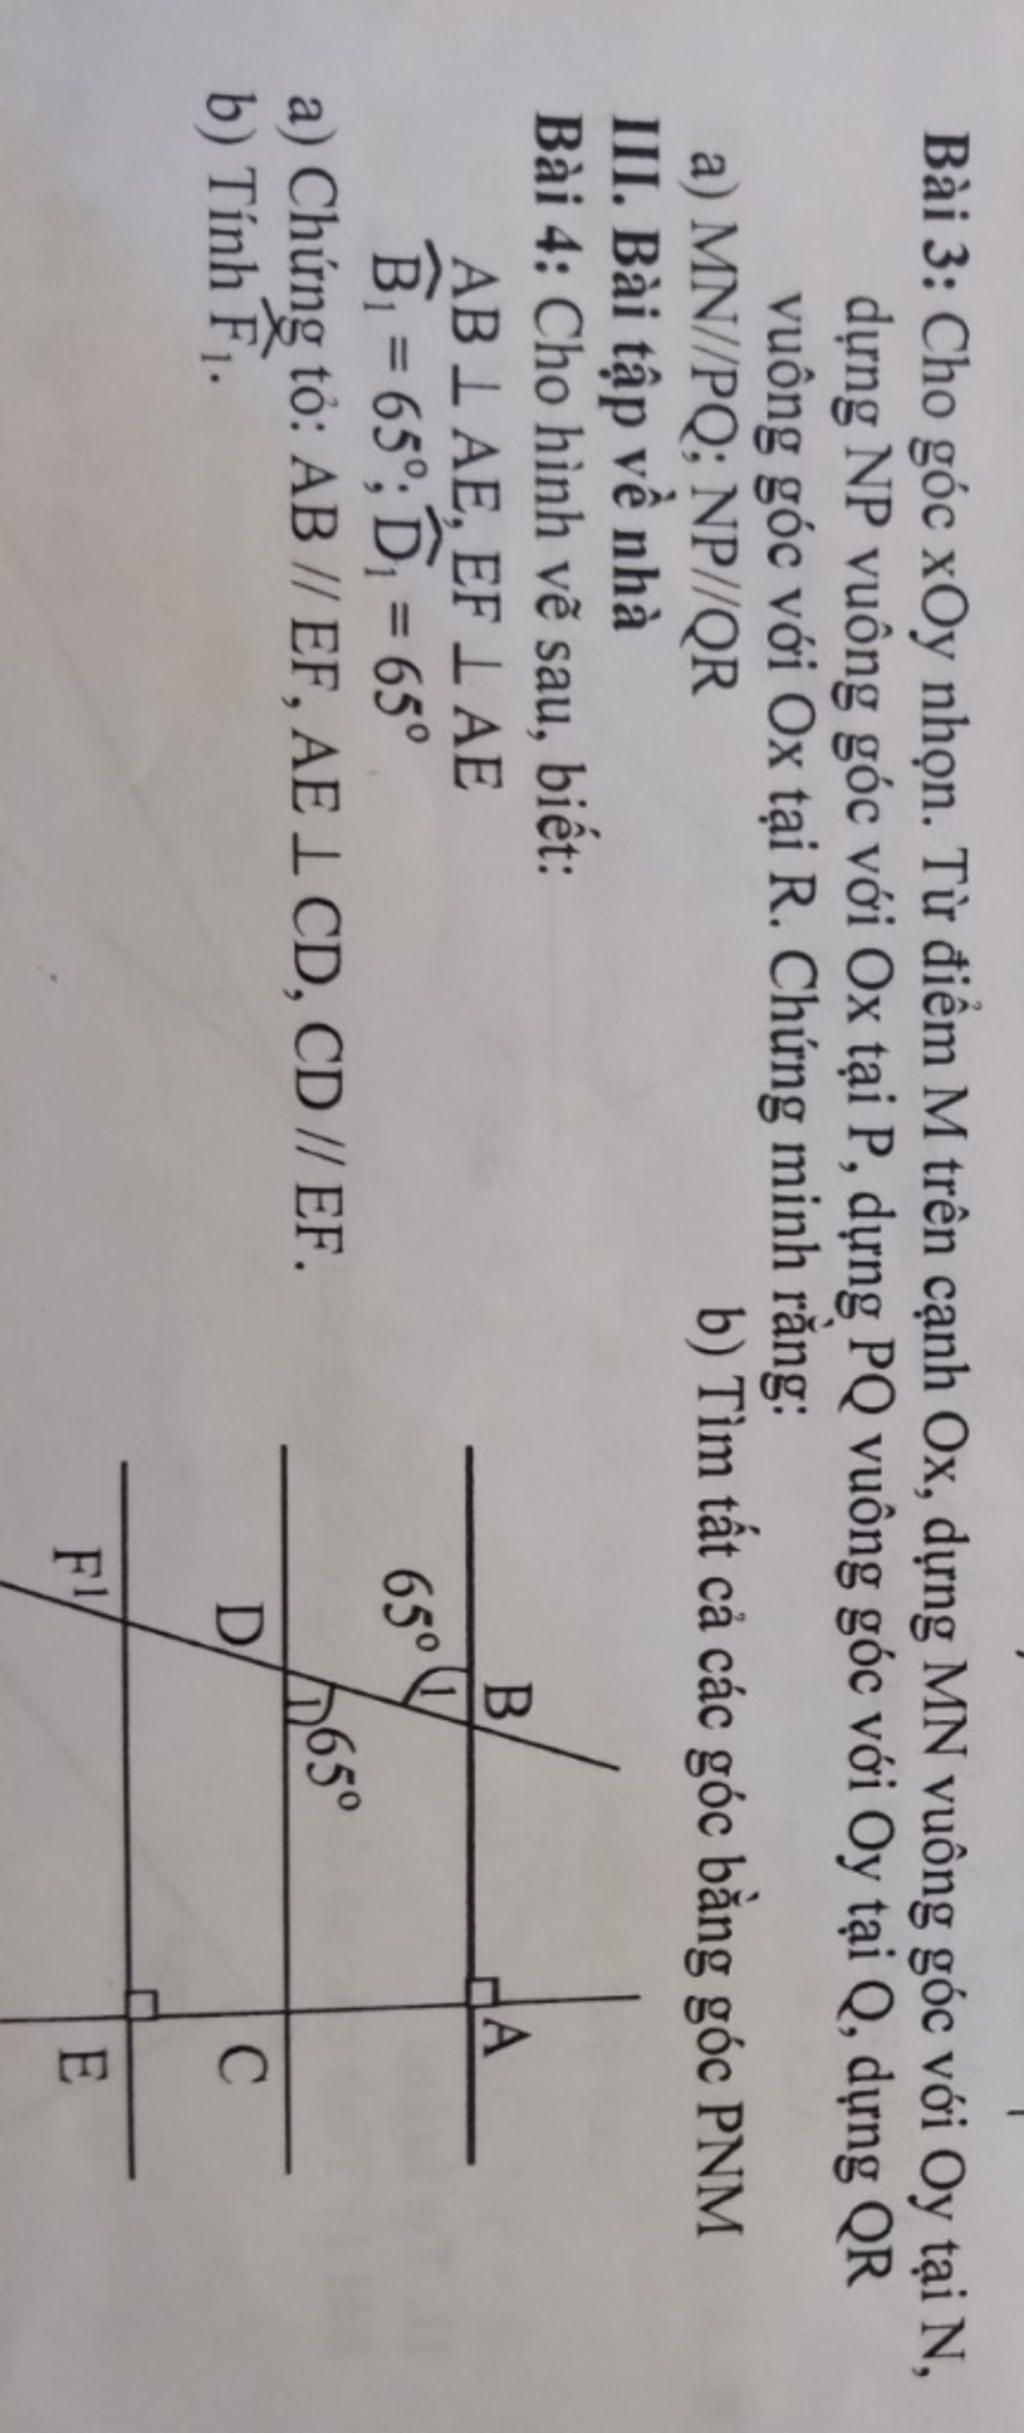 Bài 3: Cho góc xOy nhọn. Từ điểm M trên cạnh Ox, dựng MN vuông góc với Oy tại N,
dựng NP vuông góc với Ox tại P, dựng PQ vuông góc với Oy tại Q, dựng QR
vuông góc với Ox tại R. Chứng minh rằng:
a) MN//PQ; NP//QR b) Tìm tất cả các góc bằng góc PNM
III. Bài tập về nhà
Bài 4: Cho hình vẽ sau, biết:
AB ⊥ AE, EF ⊥ AE
B̂₁ = 65°; D̂₁ = 65°
a) Chứng tỏ: AB // EF, AE ⊥ CD, CD // EF.
b) Tính F̂₁.
B A
65° 1
1 65°
D C
F 1 E